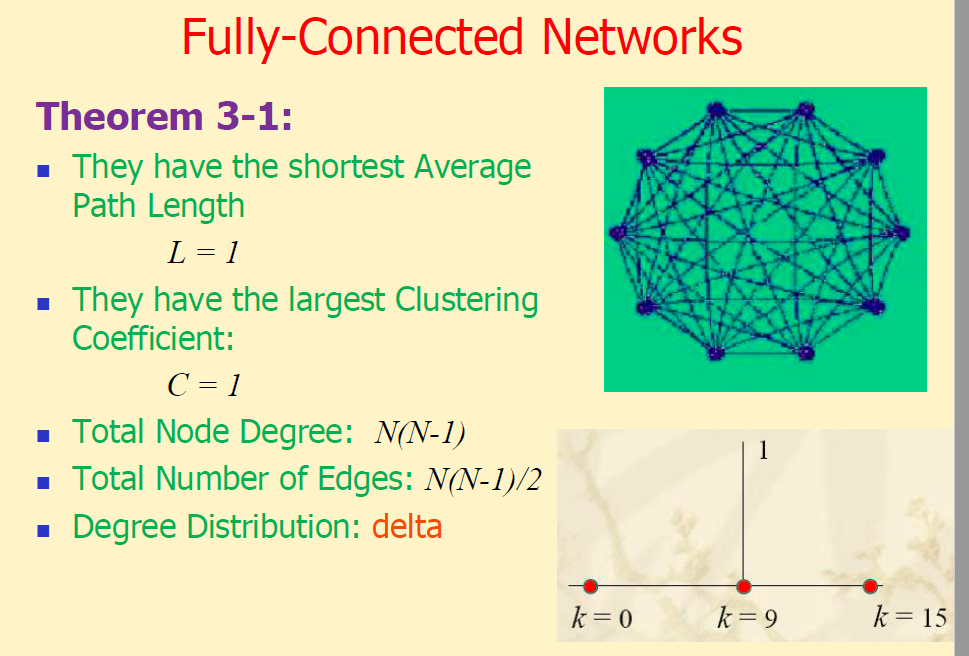 Fully-Connected Networks
Theorem 3-1:
They have the shortest Average
Path Length
L = 1
They have the largest Clustering
Coefficient:
C = 1
Total Node Degree: N(N-1)
Total Number of Edges: N(N-1)/2
Degree Distribution: delta
1
k = 0 k = 9 k = 15